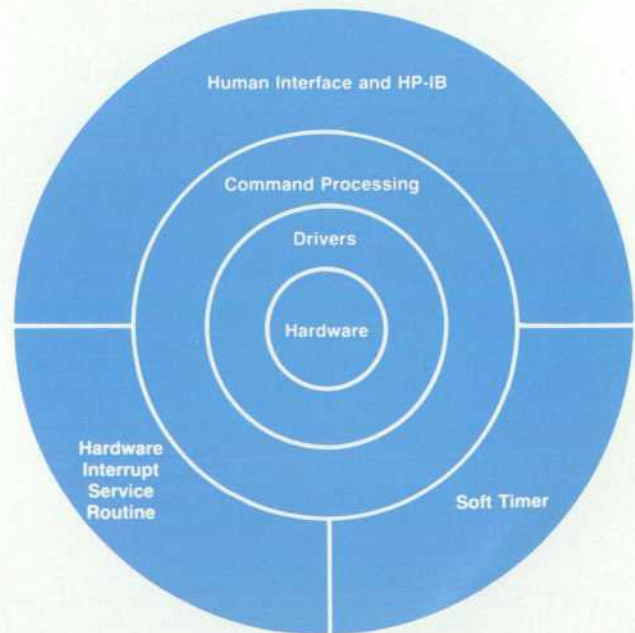 Human Interface and HP-IB
Command Processing
Drivers
Hardware
Hardware
Interrupt
Service
Routine
Soft Timer